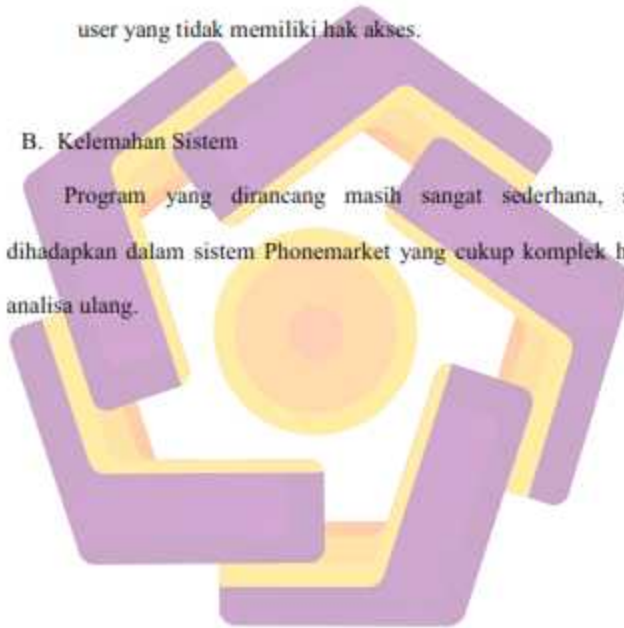 user yang tidak memiliki hak akses.
B. Kelemahan Sistem
Program yang dirancang masih sangat sederhana,
dihadapkan dalam sistem Phonemarket yang cukup komplek
analisa ulang.